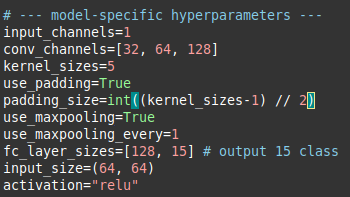 # --- model-specific hyperparameters ---
input_channels=1
conv_channels=[32, 64, 128]
kernel_sizes=5
use_padding=True
padding_size=int((kernel_sizes-1) // 2)
use_maxpooling=True
use_maxpooling_every=1
fc_layer_sizes=[128, 15] # output 15 class
input_size=(64, 64)
activation="relu"